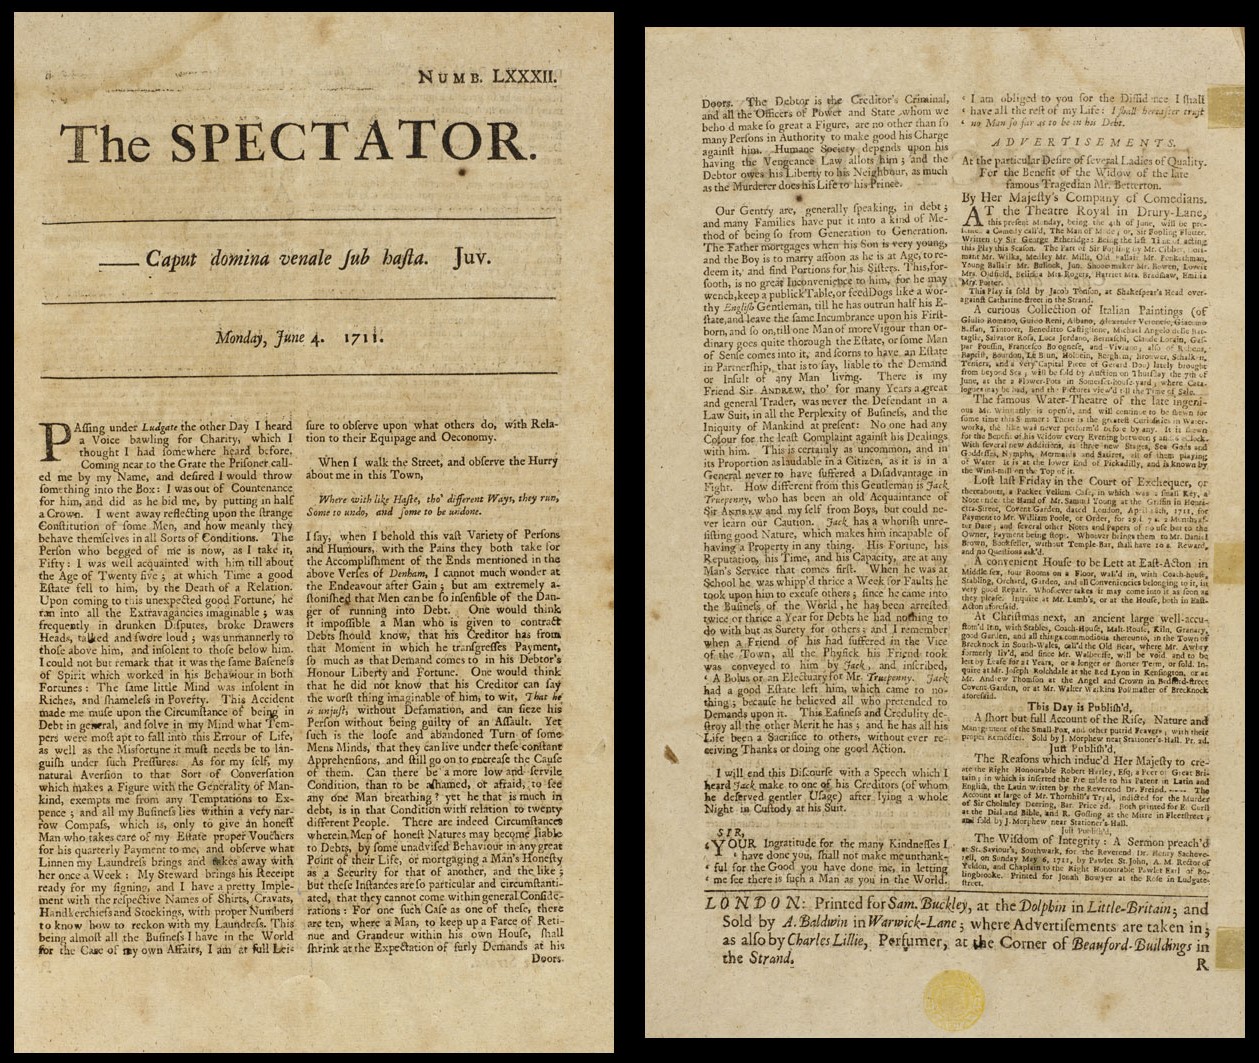 NUMB. LXXXII.
The SPECTATOR.
Caput domina venale ſub haſta. Juv.
Monday, June 4. 1711.
PAſſing under Ludgate the other Day I heard
a Voice bawling for Charity, which I
thought I had ſomewhere heard before.
Coming near to the Grate the Priſoner call-
ed me by my Name, and deſired I would throw
ſomething into the Box: I was out of Countenance
for him, and did as he bid me, by putting in half
a Crown. I went away reflecting upon the ſtrange
Conſtitution of ſome Men, and how meanly they
behave themſelves in all Sorts of Conditions. The
Perſon who begged of me is now, as I take it,
Fifty: I was well acquainted with him till about
the Age of Twenty five; at which Time a good
Eſtate fell to him, by the Death of a Relation.
Upon coming to this unexpected good Fortune, he
ran into all the Extravagancies imaginable; was
frequently in drunken Diſputes, broke Drawers
Heads, talked and ſwore loud; was unmannerly to
thoſe above him, and inſolent to thoſe below him.
I could not but remark that it was the ſame Baſeneſs
of Spirit which worked in his Behaviour in both
Fortunes: The ſame little Mind was inſolent in
Riches, and ſhameleſs in Poverty. This Accident
made me muſe upon the Circumſtance of being in
Debt in general, and ſolve in my Mind what Tem-
pers were moſt apt to fall into this Errour of Life,
as well as the Misfortune it muſt needs be to lan-
guiſh under ſuch Preſſures. As for my ſelf, my
natural Averſion to that Sort of Converſation
which makes a Figure with the Generality of Man-
kind, exempts me from any Temptations to Ex-
pence; and all my Buſineſs lies within a very nar-
row Compaſs, which is, only to give an honeſt
Man who takes care of my Eſtate proper Vouchers
for his quarterly Payment to me, and obſerve what
Linnen my Laundreſs brings and takes away with
her once a Week: My Steward brings his Receipt
ready for my ſigning, and I have a pretty Imple-
ment with the reſpective Names of Shirts, Cravats,
Handkerchiefs and Stockings, with proper Numbers
to know how to reckon with my Laundreſs. This
being almoſt all the Buſineſs I have in the World
for the Care of my own Affairs, I am at full Lei-
ſure to obſerve upon what others do, with Rela-
tion to their Equipage and Oeconomy.
When I walk the Street, and obſerve the Hurry
about me in this Town,
Where with like Haſte, tho' different Ways, they run,
Some to undo, and ſome to be undone.
I ſay, when I behold this vaſt Variety of Perſons
and Humours, with the Pains they both take for
the Accompliſhment of the Ends mentioned in the
above Verſes of Denham, I cannot much wonder at
the Endeavour after Gain; but am extremely a-
ſtoniſhed that Men can be ſo inſenſible of the Dan-
ger of running into Debt. One would think
it impoſſible a Man who is given to contract
Debts ſhould know, that his Creditor has from
that Moment in which he tranſgreſſes Payment,
ſo much as that Demand comes to in his Debtor's
Honour Liberty and Fortune. One would think
that he did not know that his Creditor can ſay
the worſt thing imaginable of him, to wit, That he
is unjuſt, without Defamation, and can ſieze his
Perſon without being guilty of an Aſſault. Yet
ſuch is the looſe and abandoned Turn of ſome
Mens Minds, that they can live under theſe conſtant
Apprehenſions, and ſtill go on to encreaſe the Cauſe
of them. Can there be a more low and ſervile
Condition, than to be aſhamed, or afraid, to ſee
any one Man breathing? yet he that is much in
debt, is in that Condition with relation to twenty
different People. There are indeed Circumſtances
wherein Men of honeſt Natures may become liable
to Debts, by ſome unadviſed Behaviour in any great
Point of their Life, or mortgaging a Man's Honeſty
as a Security for that of another, and the like;
but theſe Inſtances are ſo particular and circumſtanti-
ated, that they cannot come within general Conſide-
rations: For one ſuch Caſe as one of theſe, there
are ten, where a Man, to keep up a Farce of Reti-
nue and Grandeur within his own Houſe, ſhall
ſhrink at the Expectation of ſurly Demands at his
Doors.
Doors. The Debtor is the Creditor's Criminal,
and all the Officers of Power and State whom we
behold make ſo great a Figure, are no other than ſo
many Perſons in Authority to make good his Charge
againſt him. Humane Society depends upon his
having the Vengeance Law allots him; and the
Debtor owes his Liberty to his Neighbour, as much
as the Murderer does his Life to his Prince.
Our Gentry are, generally ſpeaking, in debt;
and many Families have put it into a kind of Me-
thod of being ſo from Generation to Generation.
The Father mortgages when his Son is very young,
and the Boy is to marry aſſoon as he is at Age, to re-
deem it, and find Portions for his Siſters. This, for-
ſooth, is no great Inconvenience to him, for he may
wench, keep a publick Table, or feed Dogs like a wor-
thy Engliſh Gentleman, till he has outrun half his E-
ſtate, and leave the ſame Incumbrance upon his Firſt-
born, and ſo on, till one Man of more Vigour than or-
dinary goes quite thorough the Eſtate, or ſome Man
of Senſe comes into it, and ſcorns to have an Eſtate
in Partnerſhip, that is to ſay, liable to the Demand
or Inſult of any Man living. There is my
Friend Sir ANDREW, tho' for many Years a great
and general Trader, was never the Defendant in a
Law Suit, in all the Perplexity of Buſineſs, and the
Iniquity of Mankind at preſent: No one had any
Colour for the leaſt Complaint againſt his Dealings
with him. This is certainly as uncommon, and in
its Proportion as laudable in a Citizen, as it is in a
General never to have ſuffered a Diſadvantage in
Fight. How different from this Gentleman is Jack
Truepenny, who has been an old Acquaintance of
Sir ANDREW and my ſelf from Boys, but could ne-
ver learn our Caution. Jack has a whoriſh unre-
ſiſting good Nature, which makes him incapable of
having a Property in any thing. His Fortune, his
Reputation, his Time, and his Capacity, are at any
Man's Service that comes firſt. When he was at
School he was whipp'd thrice a Week for Faults he
took upon him to excuſe others; ſince he came into
the Buſineſs of the World, he has been arreſted
twice or thrice a Year for Debts he had nothing to
do with but as Surety for others; and I remember
when a Friend of his had ſuffered in the Vice
of the Town, all the Phyſick his Friend took
was conveyed to him by Jack, and inſcribed,
‘ A Bolus or an Electuary for Mr. Truepenny. Jack
had a good Eſtate left him, which came to no-
thing; becauſe he believed all who pretended to
Demands upon it. This Eaſineſs and Credulity de-
ſtroy all the other Merit he has; and he has all his
Life been a Sacrifice to others, without ever re-
ceiving Thanks or doing one good Action.
I will end this Diſcourſe with a Speech which I
heard Jack make to one of his Creditors (of whom
he deſerved gentler Uſage) after lying a whole
Night in Cuſtody at his Suit.
SIR,
‘YOUR Ingratitude for the many Kindneſſes I
‘ have done you, ſhall not make me unthank-
‘ ful for the Good you have done me, in letting
‘ me ſee there is ſuch a Man as you in the World.
‘ I am obliged to you for the Diffidence I ſhall
‘ have all the reſt of my Life: I ſhall hereafter truſt
‘ no Man ſo far as to be in his Debt.
ADVERTISEMENTS.
At the particular Deſire of ſeveral Ladies of Quality.
For the Benefit of the Widow of the late
famous Tragedian Mr. Betterton.
By Her Majeſty's Company of Comedians.
AT the Theatre Royal in Drury-Lane,
this preſent Monday, being the 4th of June, will be pre-
ſented a Comedy call'd, The Man of Mode; or, Sir Fopling Flutter.
Written by Sir George Etheridge: Being the laſt Time of acting
this Play this Seaſon. The Part of Sir Fopling by Mr. Cibber, Dori-
mant Mr. Wilks, Medley Mr. Mills, Old Bellair Mr. Penkethman,
Young Bellair Mr. Bullock, Jun. Shooemaker Mr. Bowen, Lovett
Mrs. Oldfield, Belinda Mrs. Rogers, Harriet Mrs. Bradſhaw, Emilia
Mrs. Porter.
This Play is ſold by Jacob Tonſon, at Shakeſpear's Head over-
againſt Catharine-ſtreet in the Strand.
A curious Collection of Italian Paintings (of
Giulio Romano, Guido Reni, Albano, Alexander Veroneſe, Giacomo
Baſſan, Tintoret, Beneditto Caſtiglione, Michael Angelo deſſe Bat-
taglie, Salvator Roſa, Luca Jordano, Bernaſchi, Claude Lorain, Gaſ-
par Pouſſin, Franceſco Bologneſe, and Viviano; alſo of Rubens,
Baptiſt, Bourdon, Le Brun, Holbein, Berghem, Brouwer, Schalken,
Teniers, and a very Capital Piece of Gerard Dou) lately brought
from beyond Sea; will be ſold by Auction on Thurſday the 7th of
June, at the 2 Flower-Pots in Somerſet-houſe-yard; where Cata-
logues may be had, and the Pictures view'd till the Time of Sale.
The famous Water-Theatre of the late ingeni-
ous Mr. Winſtanly is open'd, and will continue to be ſhewn for
ſome time this Summer: There is the greateſt Curioſities in Water-
works, the like was never perform'd before by any. It is ſhewn
for the Benefit of his Widow every Evening between 5 and 6 a Clock.
With ſeveral new Additions, as three new Stages, Sea Gods and
Goddeſſes, Nymphs, Mermaids and Satires, all of them playing
of Water. It is at the lower End of Pickadilly, and is known by
the Wind-mill on the Top of it.
Loſt laſt Friday in the Court of Exchequer, or
thereabouts, a Packet Vellum Caſe, in which was a ſmall Key, a
Note under the Hand of Mr. Samuel Young at the Griffin in Henri-
etta-Street, Covent Garden, dated London, April 1711, for
Payment to Mr. William Poole, or Order,
ter Date; and ſeveral other Notes and Papers of no uſe but to the
Owner, Payment being ſtopt. Whoever brings them to Mr. Daniel
Brown, Bookſeller, without Temple-Bar, ſhall have 10 s. Reward,
and no Queſtions ask'd.
A convenient Houſe to be Lett at Eaſt-Acton in
Middleſex, four Rooms on a Floor, wall'd in, with Coach-houſe,
Stabling, Orchard, Garden, and all Conveniencies belonging to it, in
very good Repair. Whoſoever takes it may come into it as ſoon as
they pleaſe. Inquire at Mr. Lamb's, or at the Houſe, both in Eaſt-
Acton aforeſaid.
At Chriſtmas next, an ancient large well-accu-
ſtom'd Inn, with Stables, Coach-Houſe, Malt-Houſe, Kiln, Grenary,
good Garden, and all things commodious thereunto, in the Town of
Brecknock in South-Wales, call'd the Old Bear, where Mr. Awbry
formerly liv'd, and ſince Mr. Walleriſe, will be void and to be
lett by Leaſe for 21 Years, or a longer or ſhorter Term, or ſold. In-
quire at Mr. Joſeph Rolchdale at the Red Lyon in Kenſington, or at
Mr. Andrew Thomſon at the Angel and Crown in Bedford-ſtreet
Covent-Garden, or at Mr. Walter Watkins Poſtmaſter of Brecknock
aforeſaid.
This Day is Publiſh'd,
A ſhort but full Account of the Riſe, Nature and
Management of the Small-Pox, and other putrid Feavers, with their
proper Remedies. Sold by J. Morphew near Stationer's-Hall. Pr. 2d.
Juſt Publiſh'd,
The Reaſons which induc'd Her Majeſty to cre-
ate the Right Honourable Robert Harley, Eſq; a Peer of Great Bri-
tain; in which is inſerted the Preamble to his Patent in Latin and
Engliſh, the Latin written by the Reverend Dr. Freind. ---- The
Account at large of Mr. Thornhill's Tryal, indicted for the Murder
of Sir Cholmley Deering, Bar. Price 2d. Both printed for E. Curll
at the Dial and Bible, and R. Goſling at the Mitre in Fleetſtreet;
and ſold by J. Morphew near Stationer's Hall.
Juſt Publiſh'd,
The Wiſdom of Integrity: A Sermon preach'd
at St. Saviour's, Southwark, for the Reverend Dr. Henry Sacheve-
rell, on Sunday May 6, 1711, by Pawlet St. John, A. M. Rector of
Yeldon, and Chaplain to the Right Honourable Pawlet Earl of Bo-
lingbrooke. Printed for Jonah Bowyer at the Roſe in Ludgate-
ſtreet.
LONDON: Printed for Sam. Buckley, at the Dolphin in Little-Britain; and
Sold by A. Baldwin in Warwick-Lane; where Advertiſements are taken in;
as alſo by Charles Lillie, Perfumer, at the Corner of Beauford-Buildings in
the Strand.
R